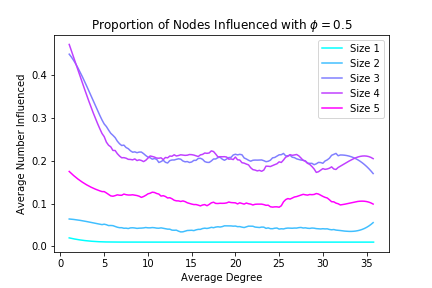 Proportion of Nodes Influenced with ϕ = 0.5
Average Number Influenced
0.4
0.3
0.2
0.1
0.0
Size 1
Size 2
Size 3
Size 4
Size 5
0 5 10 15 20 25 30 35
Average Degree